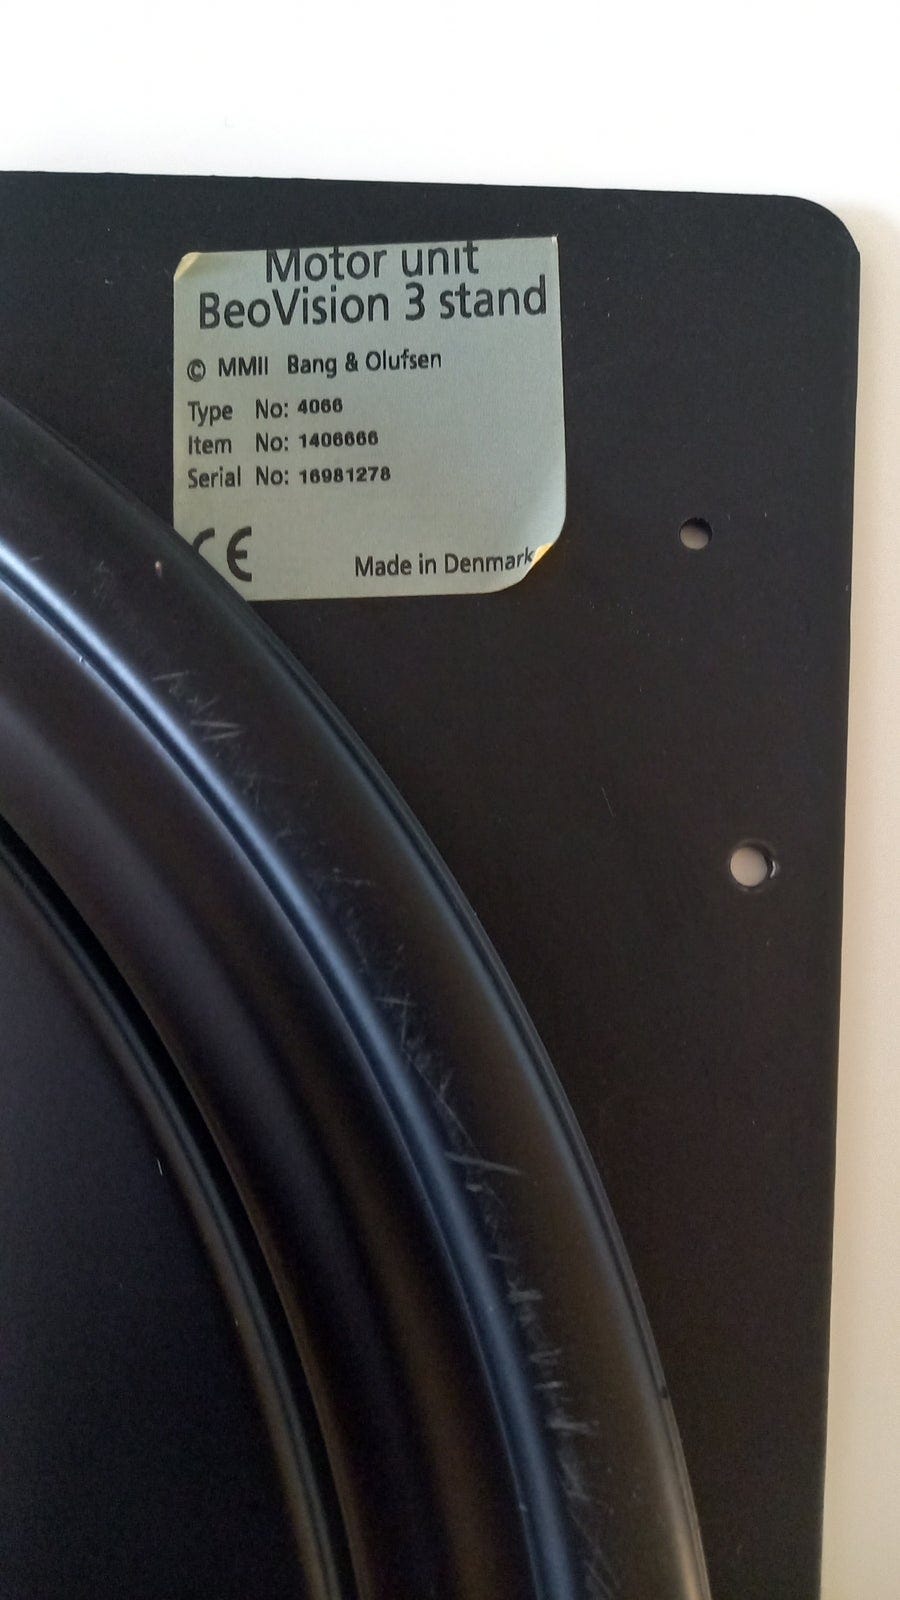 Motor unit
BeoVision 3 stand
© MMII Bang & Olufsen
Type No: 4066
Item No: 1406666
Serial No: 16981278
CE Made in Denmark